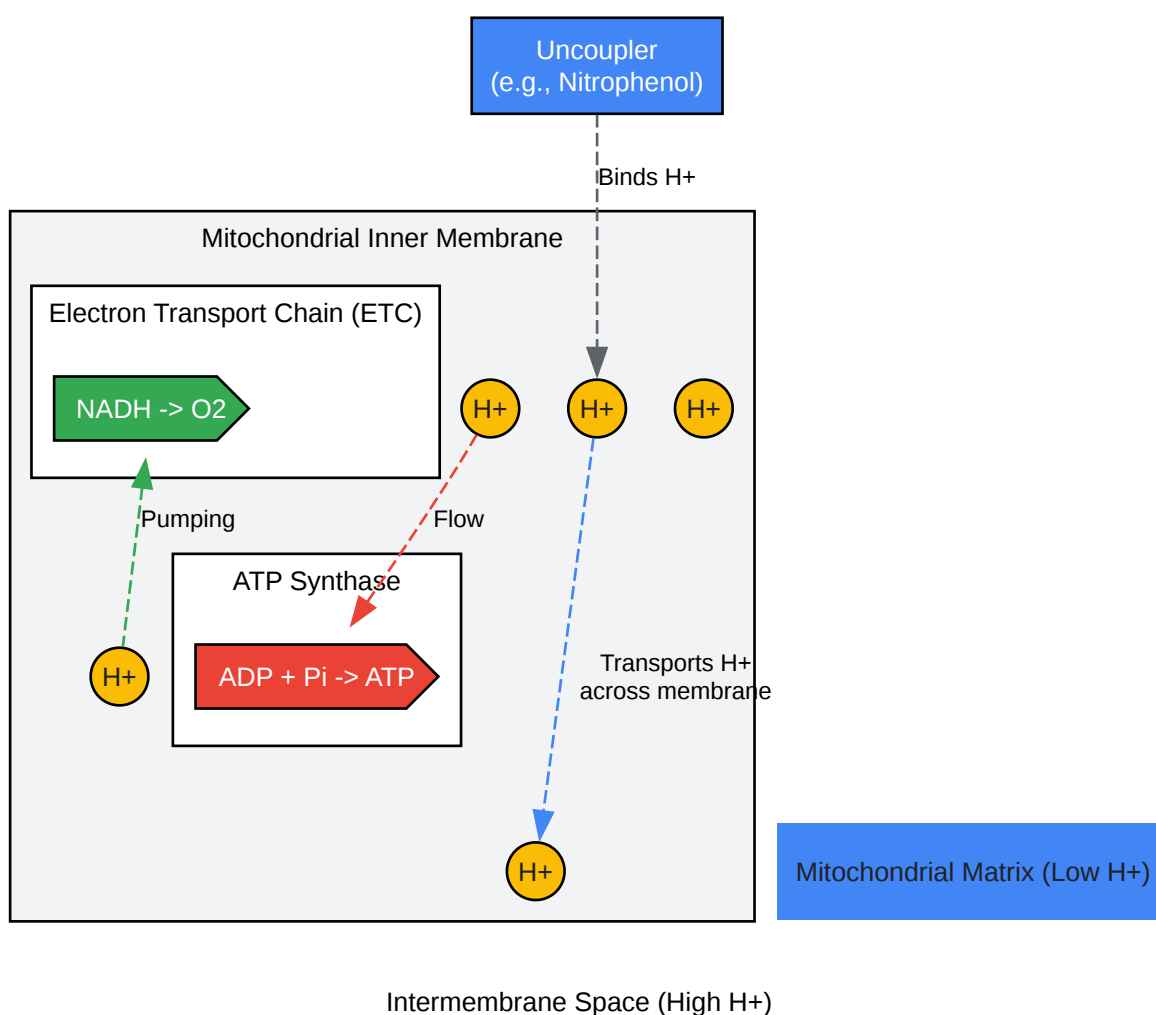 Uncoupler
(e.g., Nitrophenol)
Binds H+
Mitochondrial Inner Membrane
Electron Transport Chain (ETC)
NADH -> O2
H+
H+
H+
Pumping
Flow
ATP Synthase
H+
ADP + Pi -> ATP
Transports H+
across membrane
H+
Mitochondrial Matrix (Low H+)
Intermembrane Space (High H+)